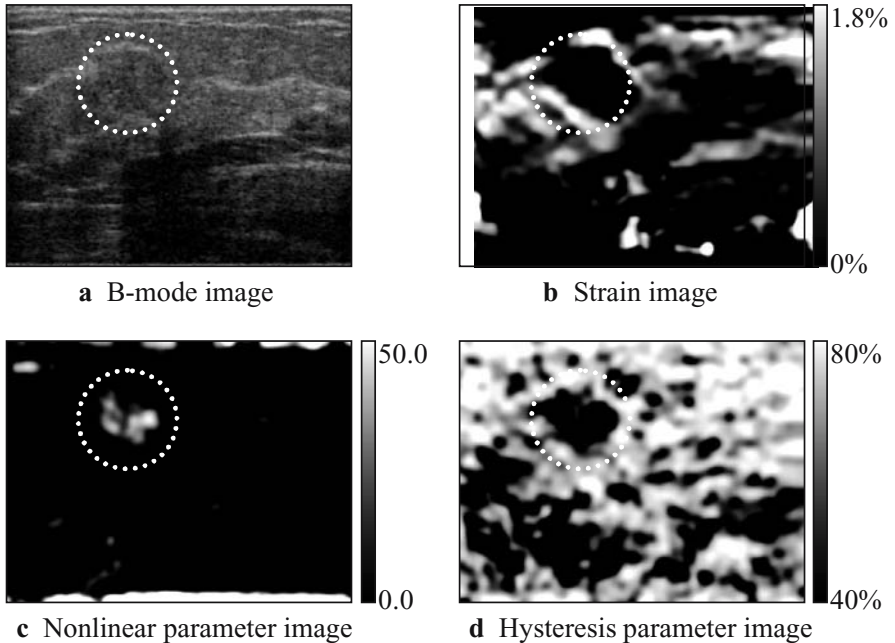 1.8%
0%
a B-mode image
b Strain image
50.0
0.0
80%
40%
c Nonlinear parameter image
d Hysteresis parameter image